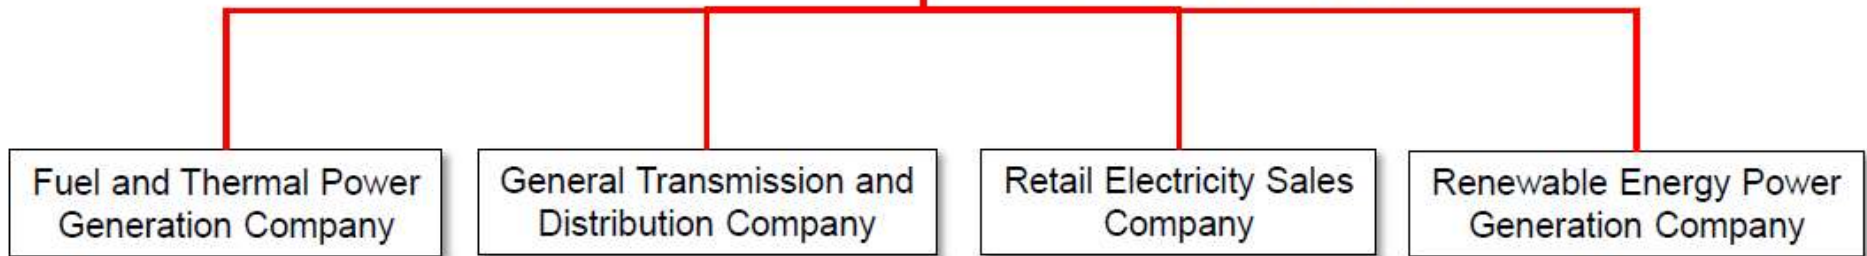 Fuel and Thermal Power
Generation Company
General Transmission and
Distribution Company
Retail Electricity Sales
Company
Renewable Energy Power
Generation Company